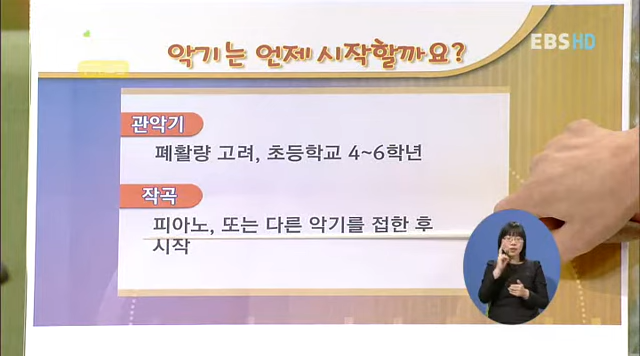 악기는 언제 시작할까요?
EBS HD
관악기
폐활량 고려, 초등학교 4~6학년
작곡
피아노, 또는 다른 악기를 접한 후
시작